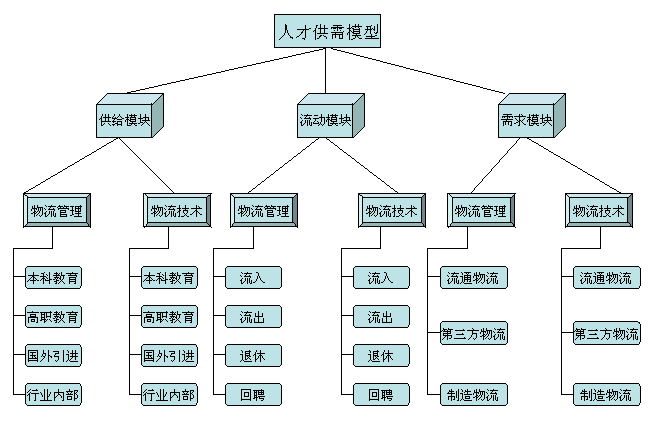 人才供需模型
供给模块
流动模块
需求模块
物流管理
物流技术
物流管理
物流技术
物流管理
物流技术
本科教育
本科教育
流入
流入
流通物流
流通物流
高职教育
高职教育
流出
流出
第三方物流
第三方物流
国外引进
国外引进
退休
退休
行业内部
行业内部
回聘
回聘
制造物流
制造物流